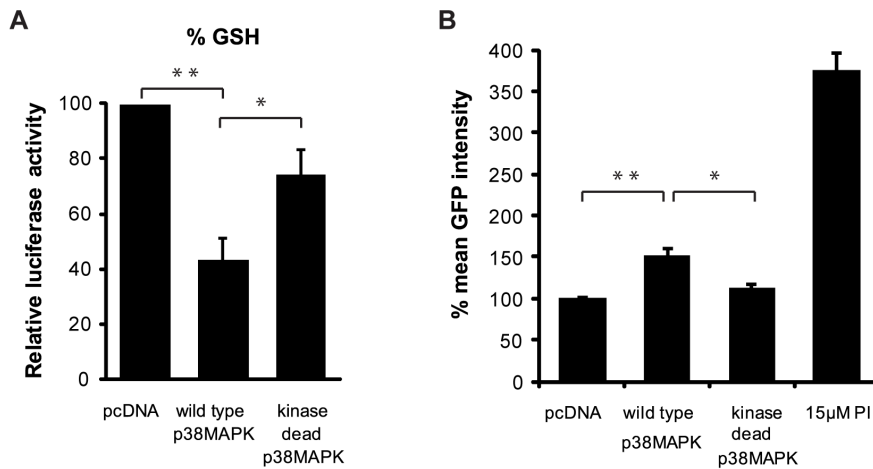 A
% GSH
Relative luciferase activity
100
80
60
40
20
0
* *
*
pcDNA
wild type
p38MAPK
kinase
dead
p38MAPK
B
% mean GFP intensity
400
350
300
250
200
150
100
50
0
* *
*
pcDNA
wild type
p38MAPK
kinase
dead
p38MAPK
15μM PI